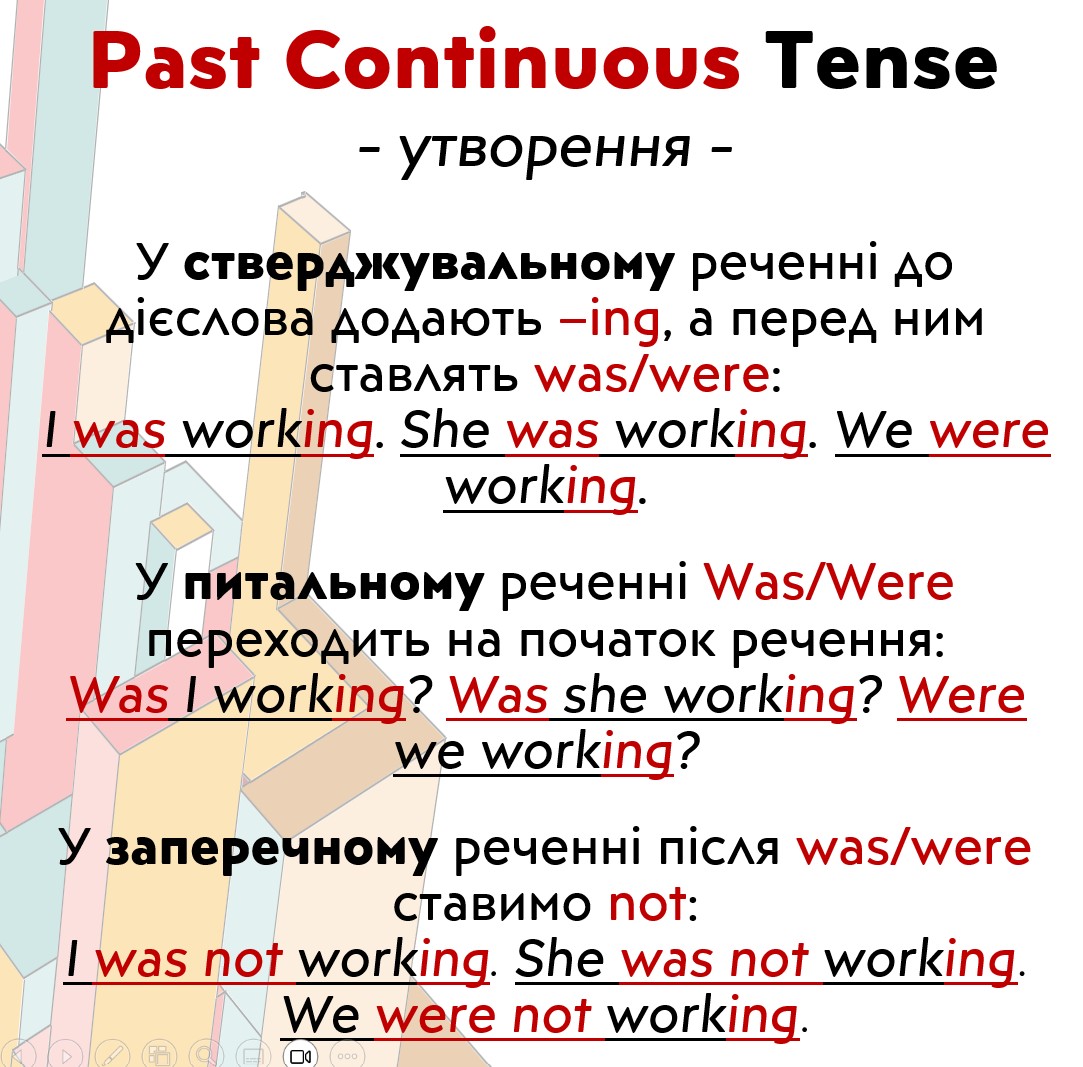 Past Continuous Tense
- утворення -
У стверджувальному реченні до
дієслова додають –ing, а перед ним
ставлять was/were:
I was working. She was working. We were
working.
У питальному реченні Was/Were
переходить на початок речення:
Was I working? Was she working? Were
we working?
У заперечному реченні після was/were
ставимо not:
I was not working. She was not working.
We were not working.